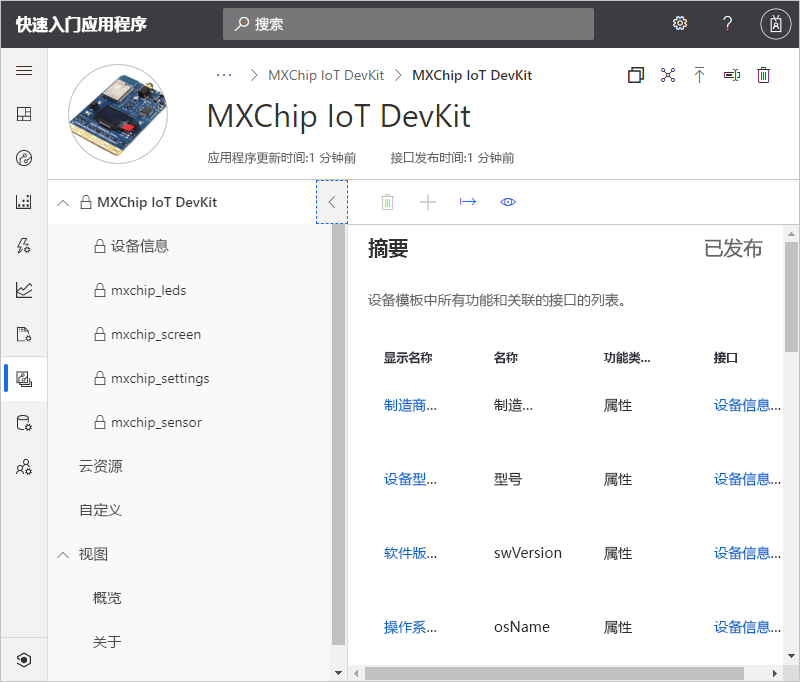 快速入门应用程序
搜索
?
··· > MXChip IoT DevKit > MXChip IoT DevKit
MXChip IoT DevKit
应用程序更新时间:1 分钟前 接口发布时间:1 分钟前
MXChip IoT DevKit
设备信息
mxchip_leds
mxchip_screen
mxchip_settings
mxchip_sensor
云资源
自定义
视图
概览
关于
摘要 已发布
设备模板中所有功能和关联的接口的列表。
显示名称 名称 功能类... 接口
制造商... 制造... 属性 设备信息...
设备型... 型号 属性 设备信息...
软件版... swVersion 属性 设备信息...
操作系... osName 属性 设备信息...